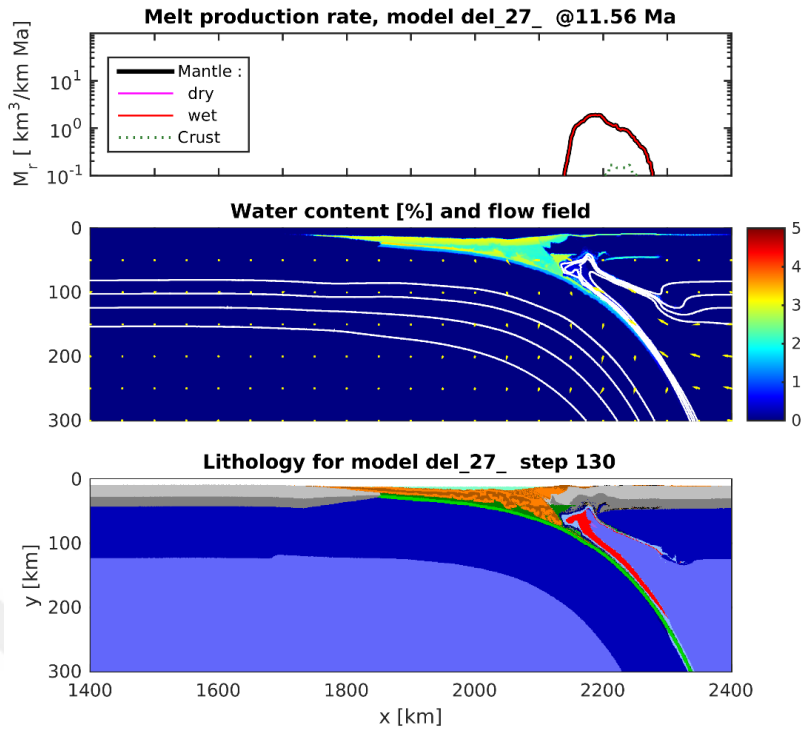 Melt production rate, model del_27_ @11.56 Ma
M_r [ km^3/km Ma]
10^1
10^0
10^-1
Mantle :
dry
wet
Crust
Water content [%] and flow field
0
100
200
300
5
4
3
2
1
0
Lithology for model del_27_ step 130
y [km]
0
100
200
300
1400 1600 1800 2000 2200 2400
x [km]